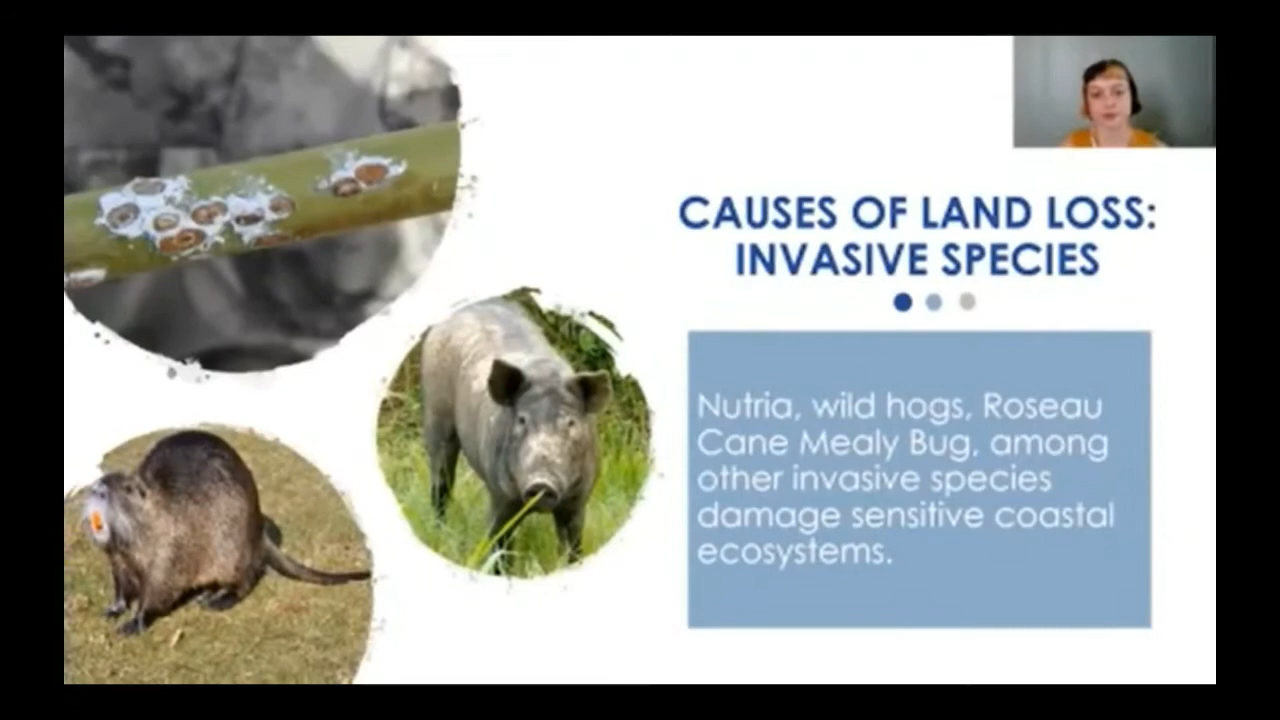 CAUSES OF LAND LOSS:
INVASIVE SPECIES
Nutria, wild hogs, Roseau
Cane Mealy Bug, among
other invasive species
damage sensitive coastal
ecosystems.